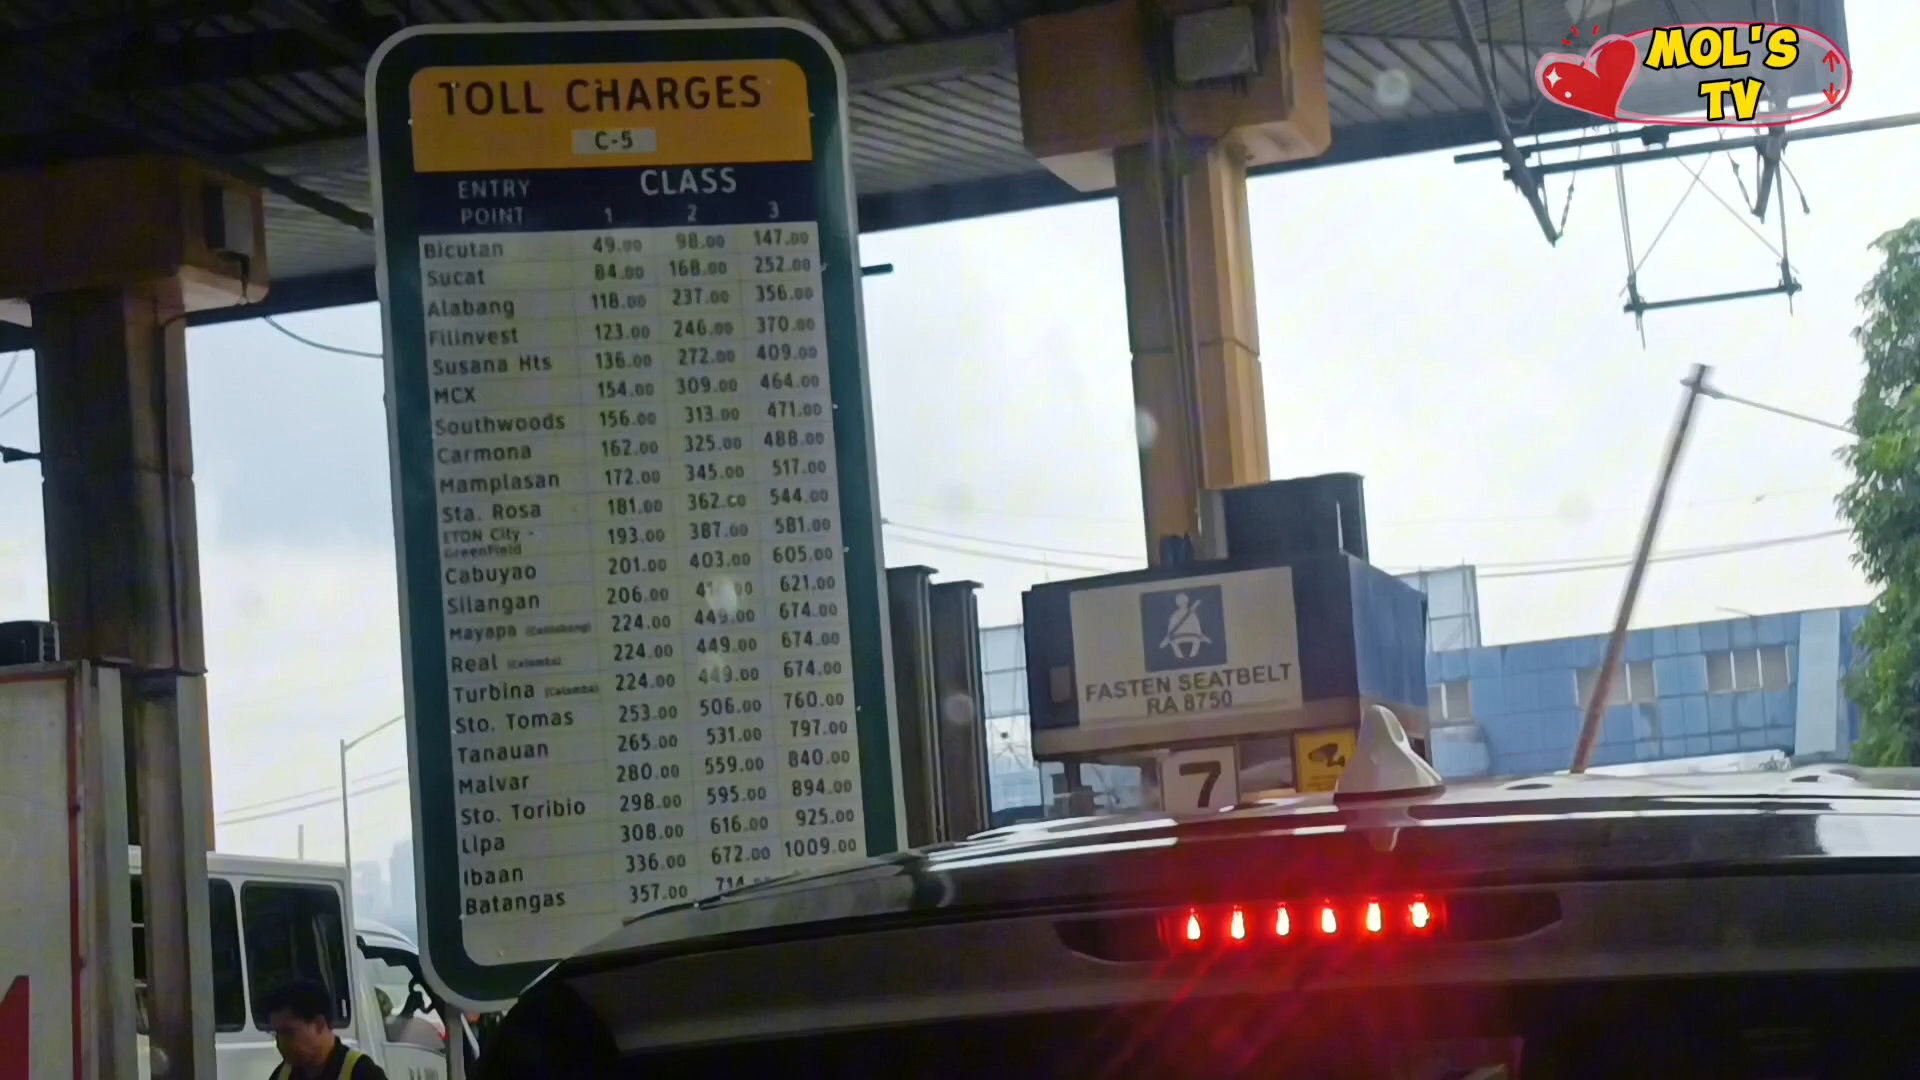 MOL'S
TV
TOLL CHARGES
C-5
ENTRY POINT CLASS
1 2 3
Bicutan 49.00 98.00 147.00
Sucat 84.00 168.00 252.00
Alabang 118.00 237.00 356.00
Filinvest 123.00 246.00 370.00
Susana Hts 136.00 272.00 409.00
MCX 154.00 309.00 464.00
Southwoods 156.00 313.00 471.00
Carmona 162.00 325.00 488.00
Mamplasan 172.00 345.00 517.00
Sta. Rosa 181.00 362.00 544.00
ETON City - Greenfield 193.00 387.00 581.00
Cabuyao 201.00 403.00 605.00
Silangan 206.00 621.00
Mayapa (Canlubang) 224.00 449.00 674.00
Real (Calamba) 224.00 449.00 674.00
Turbina (Calamba) 224.00 449.00 674.00
Sto. Tomas 253.00 506.00 760.00
Tanauan 265.00 531.00 797.00
Malvar 280.00 559.00 840.00
Sto. Toribio 298.00 595.00 894.00
Lipa 308.00 616.00 925.00
Ibaan 336.00 672.00 1009.00
Batangas 357.00 714
FASTEN SEATBELT
RA 8750
7